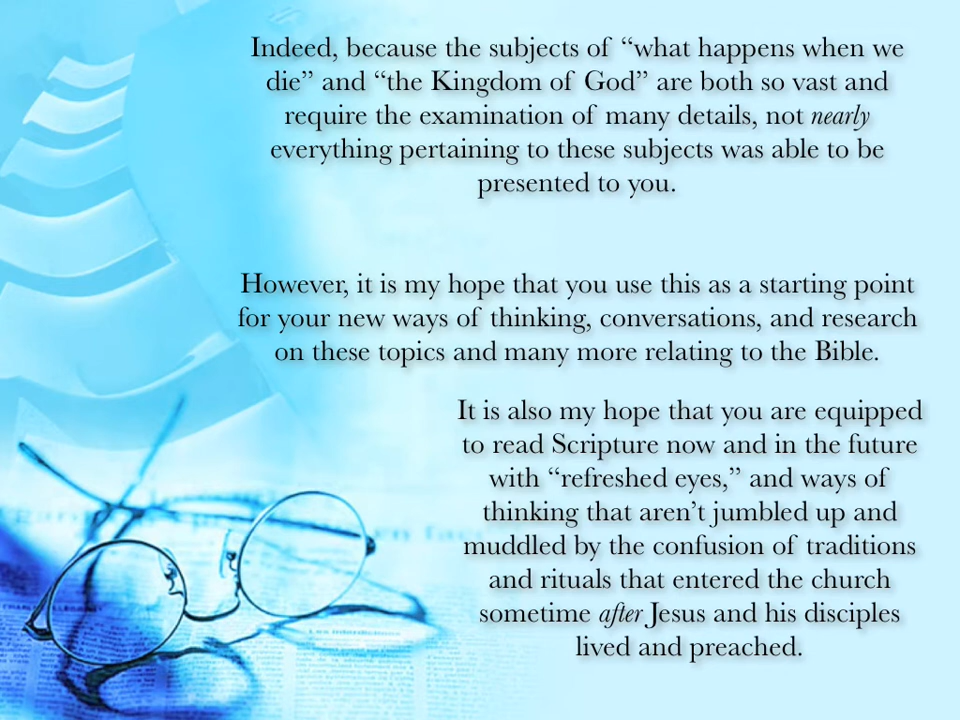 Indeed, because the subjects of “what happens when we
die” and “the Kingdom of God” are both so vast and
require the examination of many details, not nearly
everything pertaining to these subjects was able to be
presented to you.
However, it is my hope that you use this as a starting point
for your new ways of thinking, conversations, and research
on these topics and many more relating to the Bible.
It is also my hope that you are equipped
to read Scripture now and in the future
with “refreshed eyes,” and ways of
thinking that aren’t jumbled up and
muddled by the confusion of traditions
and rituals that entered the church
sometime after Jesus and his disciples
lived and preached.